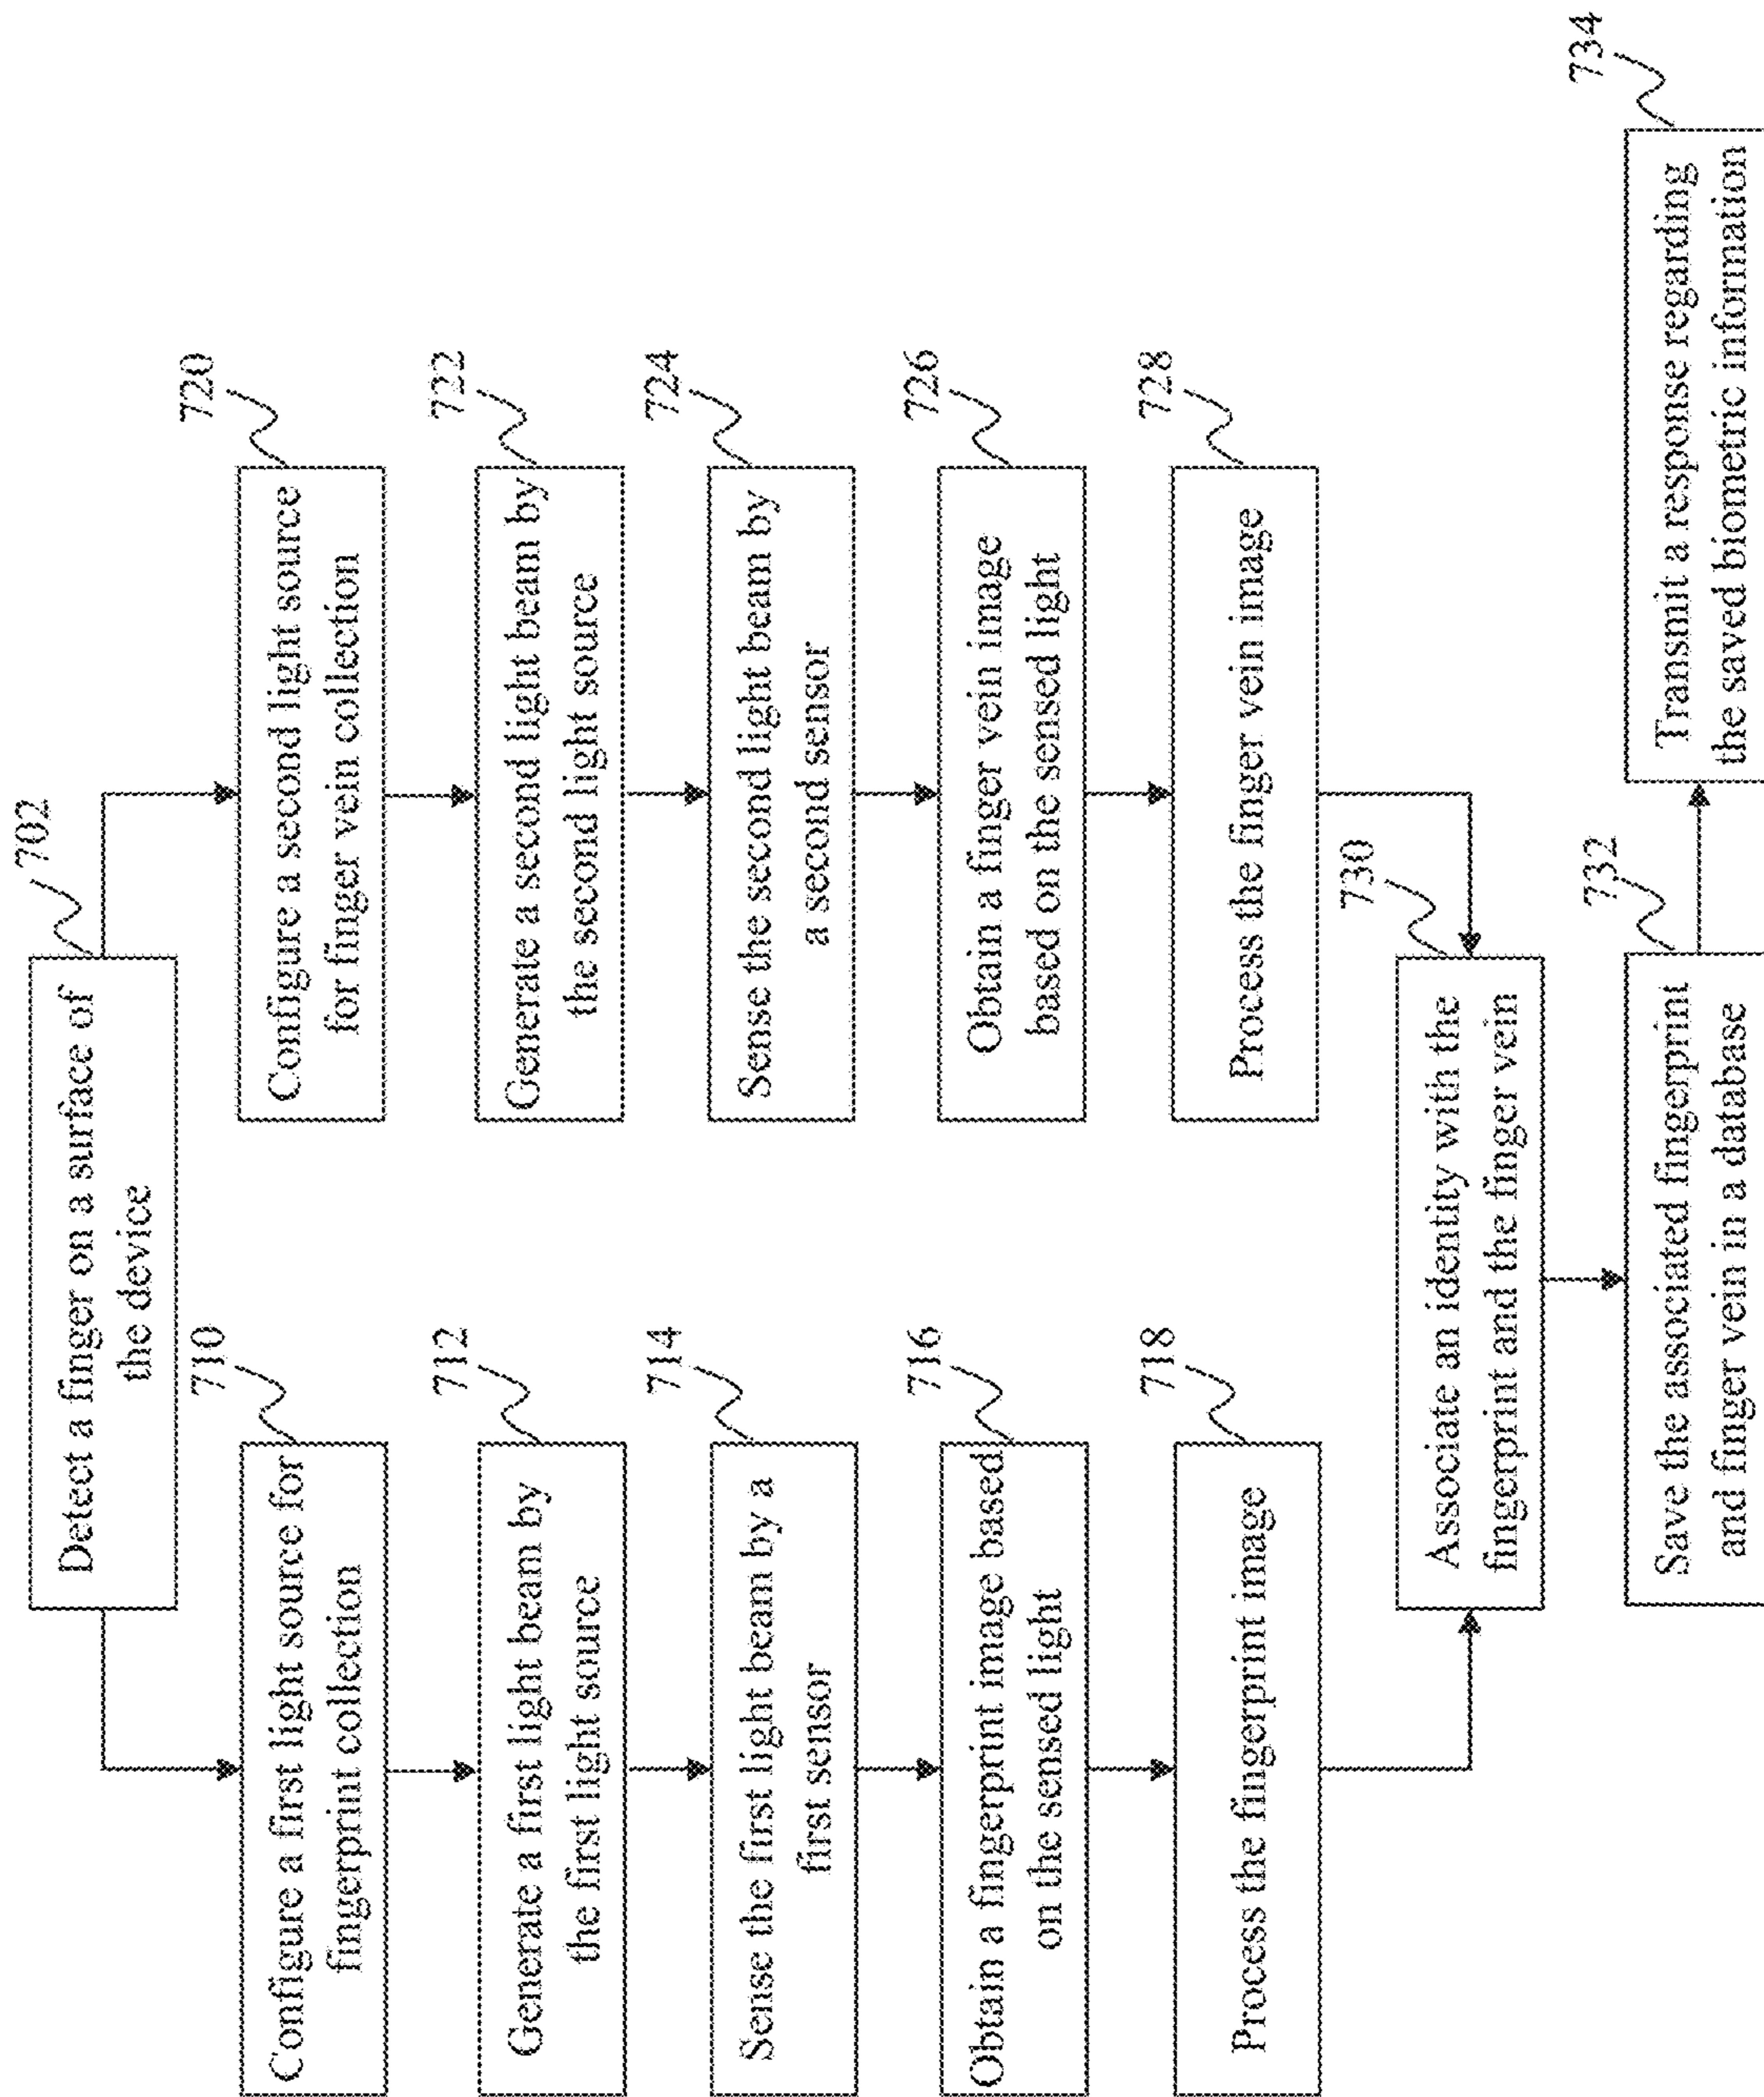 702
Detect a finger on a surface of
the device
710
Configure a first light source for
fingerprint collection
720
Configure a second light source
for finger vein collection
712
Generate a first light beam by
the first light source
722
Generate a second light beam by
the second light source
714
Sense the first light beam by a
first sensor
724
Sense the second light beam by
a second sensor
716
Obtain a fingerprint image based
on the sensed light
726
Obtain a finger vein image
based on the sensed light
718
Process the fingerprint image
728
Process the finger vein image
730
Associate an identity with the
fingerprint and the finger vein
732
Save the associated fingerprint
and finger vein in a database
734
Transmit a response regarding
the saved biometric information